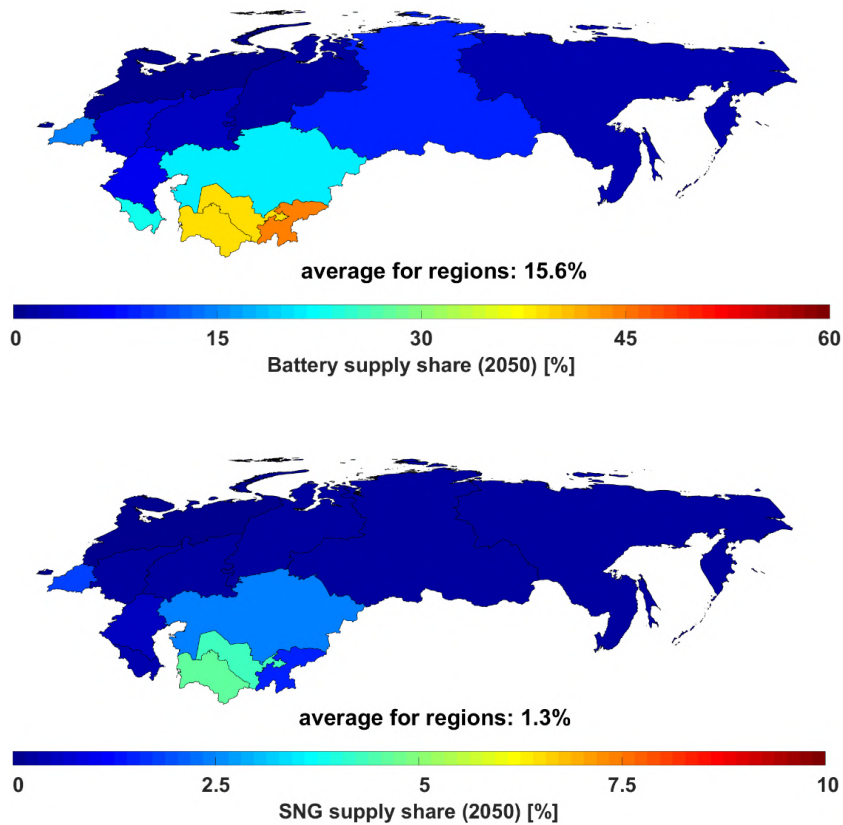 average for regions: 15.6%
0 15 30 45 60
Battery supply share (2050) [%]
average for regions: 1.3%
0 2.5 5 7.5 10
SNG supply share (2050) [%]